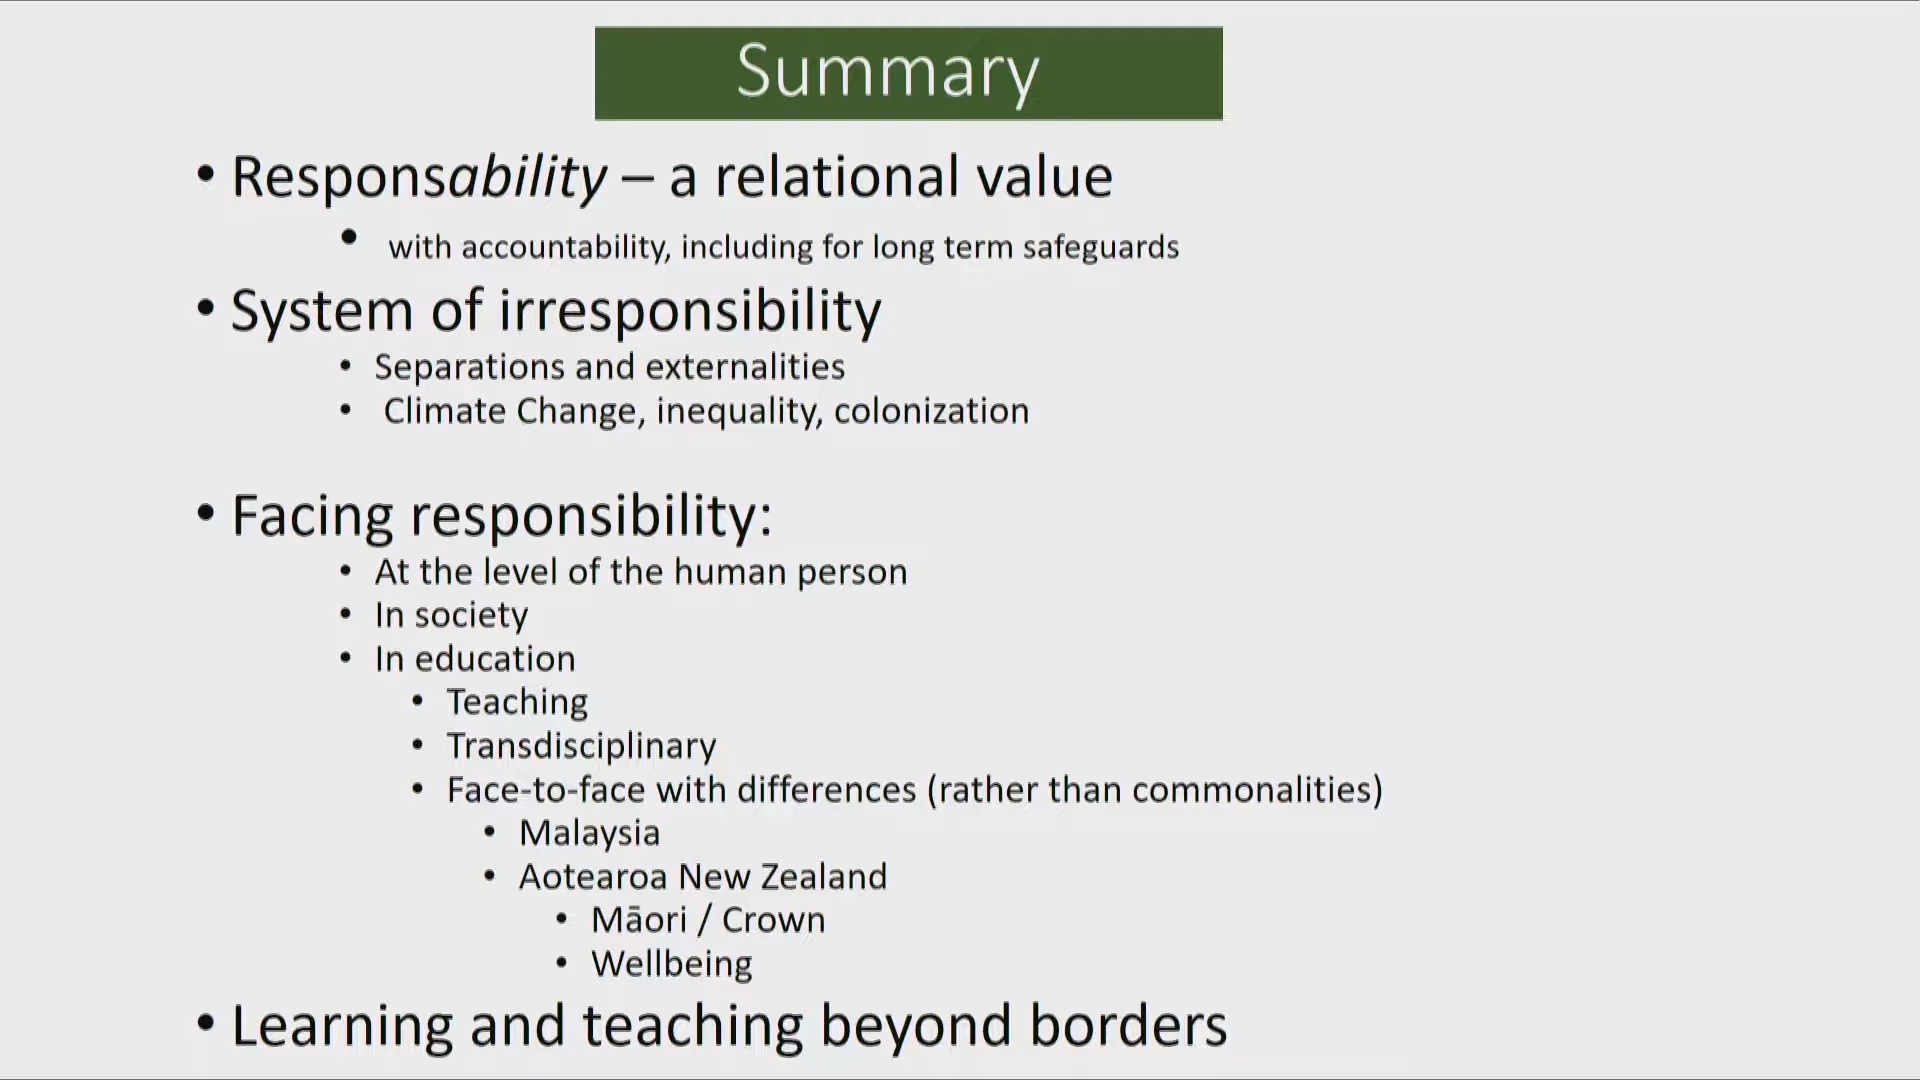 Summary
• Responsability – a relational value
• with accountability, including for long term safeguards
• System of irresponsibility
• Separations and externalities
• Climate Change, inequality, colonization
• Facing responsibility:
• At the level of the human person
• In society
• In education
• Teaching
• Transdisciplinary
• Face-to-face with differences (rather than commonalities)
• Malaysia
• Aotearoa New Zealand
• Māori / Crown
• Wellbeing
• Learning and teaching beyond borders